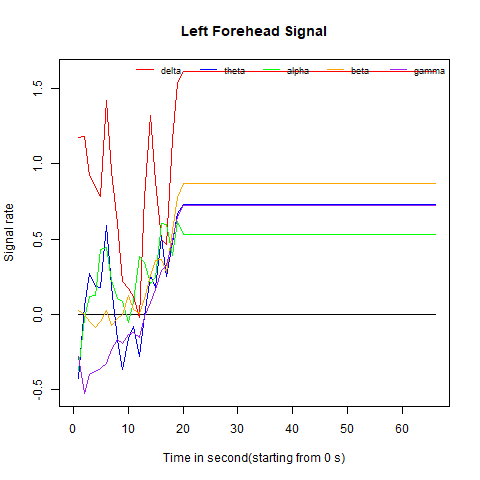 Left Forehead Signal
delta theta alpha beta gamma
Signal rate
1.5
1.0
0.5
0.0
-0.5
0 10 20 30 40 50 60
Time in second(starting from 0 s)